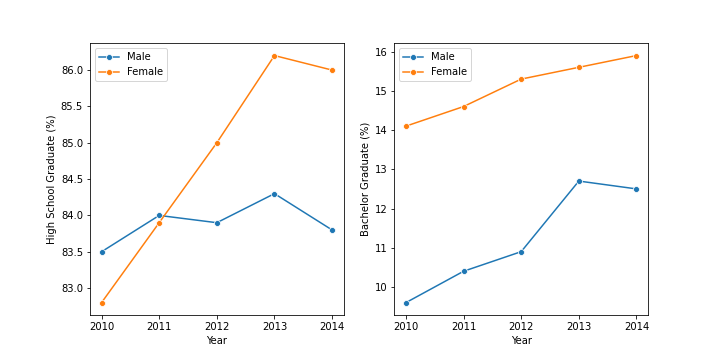 Male
Female
High School Graduate (%)
86.0
85.5
85.0
84.5
84.0
83.5
83.0
2010 2011 2012 2013 2014
Year
Male
Female
Bachelor Graduate (%)
16
15
14
13
12
11
10
2010 2011 2012 2013 2014
Year